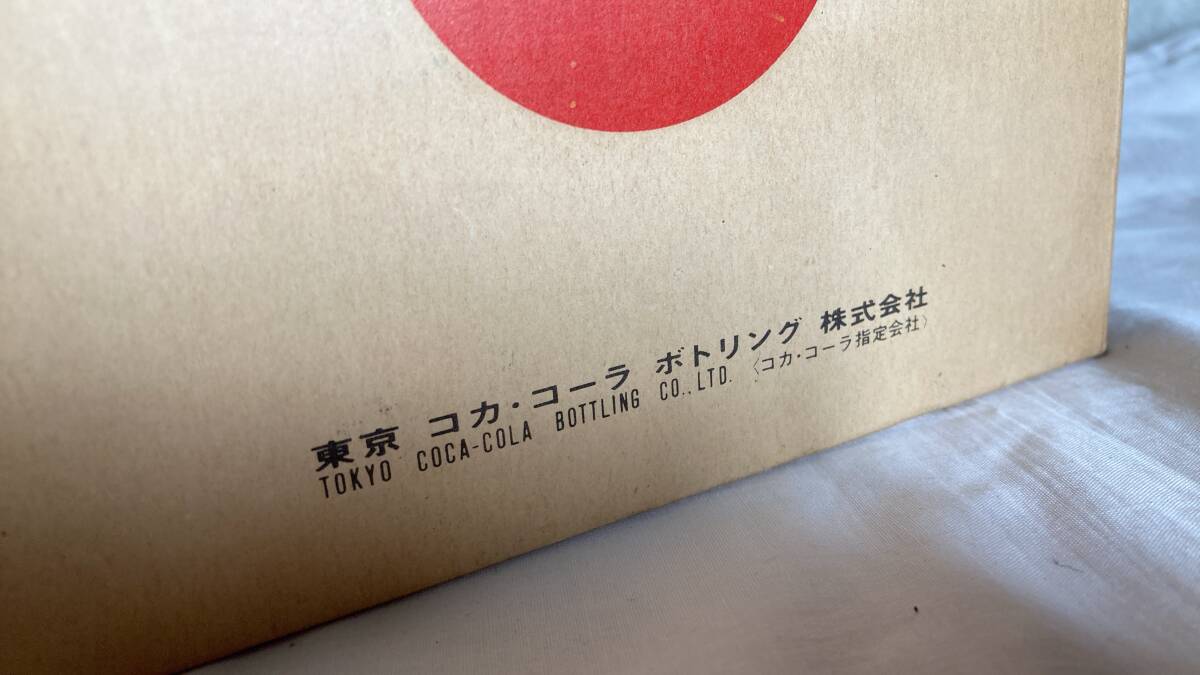 東京 コカ・コーラ ボトリング 株式会社
TOKYO COCA-COLA BOTTLING CO., LTD. 〈コカ・コーラ指定会社〉